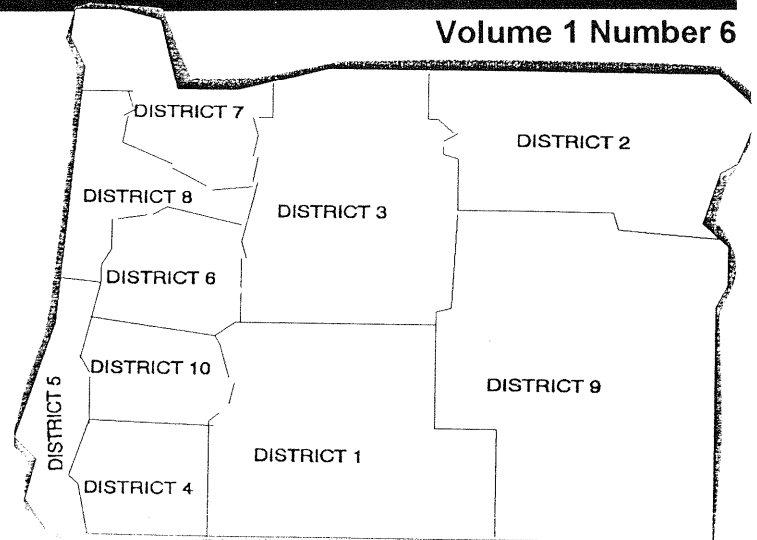 Volume 1 Number 6
DISTRICT 7
DISTRICT 2
DISTRICT 8
DISTRICT 3
DISTRICT 6
DISTRICT 10
DISTRICT 9
DISTRICT 5
DISTRICT 1
DISTRICT 4